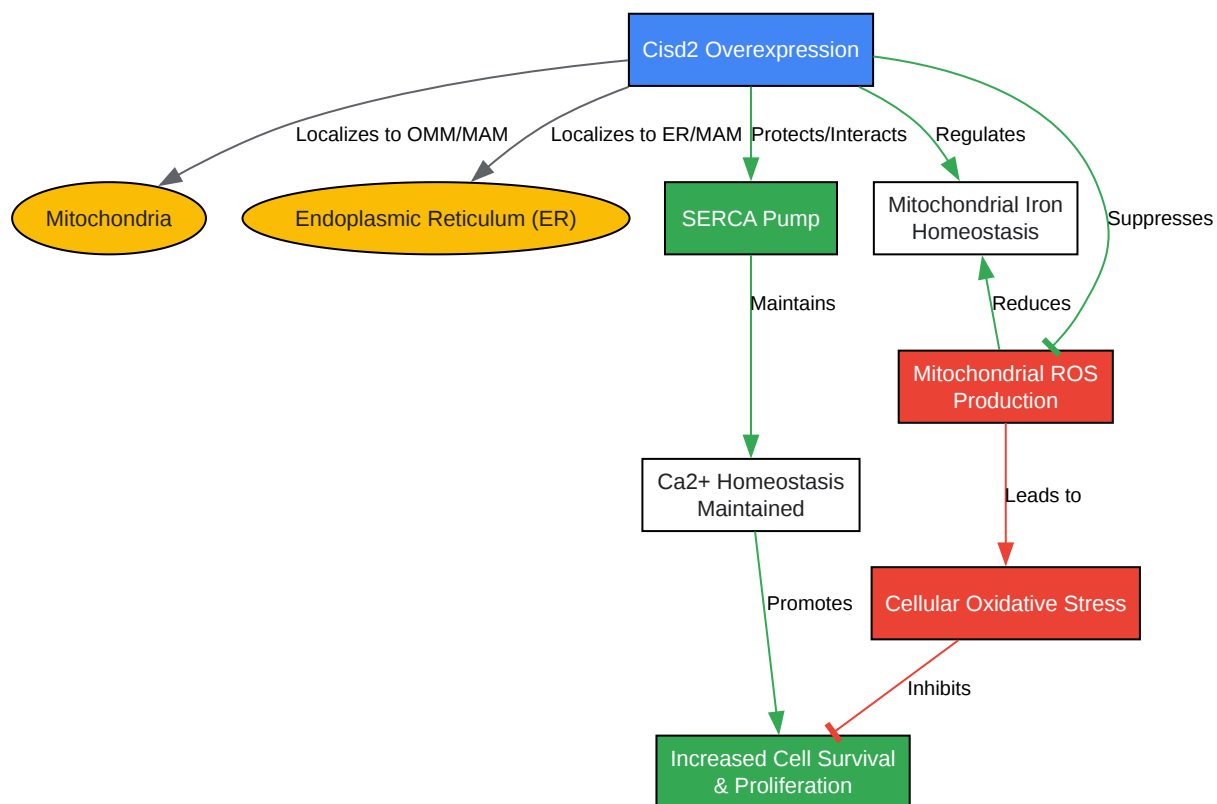 Cisd2 Overexpression
Localizes to OMM/MAM
Localizes to ER/MAM
Protects/Interacts
Regulates
Mitochondria
Endoplasmic Reticulum (ER)
SERCA Pump
Mitochondrial Iron
Homeostasis
Suppresses
Maintains
Reduces
Mitochondrial ROS
Production
Ca2+ Homeostasis
Maintained
Leads to
Promotes
Cellular Oxidative Stress
Inhibits
Increased Cell Survival
& Proliferation